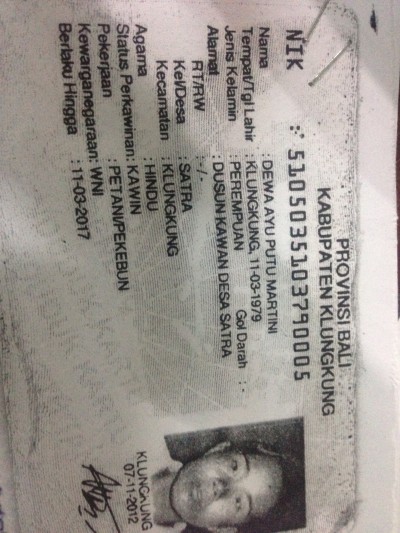 PROVINSI BALI
KABUPATEN KLUNGKUNG
NIK : 5105035103790005
Nama : DEWA AYU PUTU MARTINI
Tempat/Tgl Lahir : KLUNGKUNG, 11-03-1979
Jenis Kelamin : PEREMPUAN Gol Darah : -
Alamat : DUSUN KAWAN DESA SATRA
RT/RW : -/-
Kel/Desa : SATRA
Kecamatan : KLUNGKUNG
Agama : HINDU
Status Perkawinan: KAWIN
Pekerjaan : PETANI/PEKEBUN
Kewarganegaraan: WNI
Berlaku Hingga : 11-03-2017
KLUNGKUNG
07-11-2012